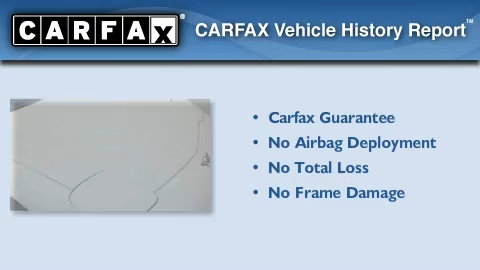 CARFAX® CARFAX Vehicle History Report™
• Carfax Guarantee
• No Airbag Deployment
• No Total Loss
• No Frame Damage